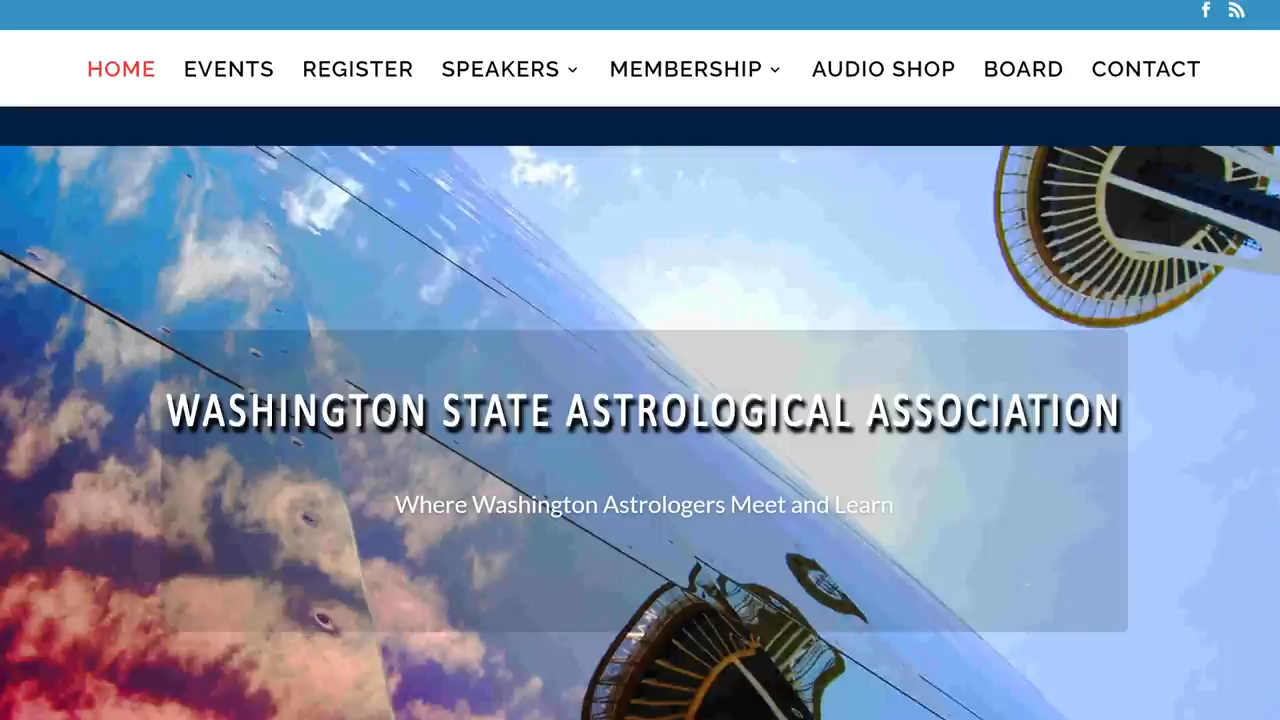 HOME EVENTS REGISTER SPEAKERS MEMBERSHIP AUDIO SHOP BOARD CONTACT
WASHINGTON STATE ASTROLOGICAL ASSOCIATION
Where Washington Astrologers Meet and Learn